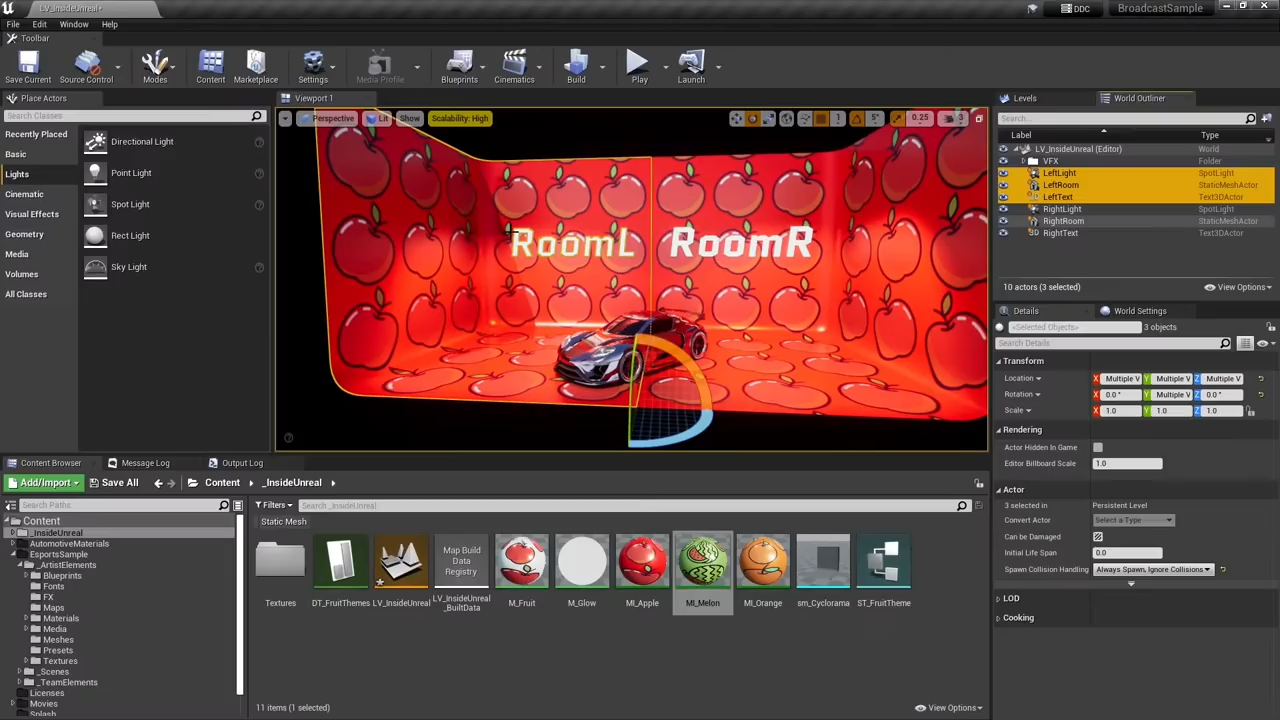 LV_InsideUnreal*
DDC
BroadcastSample
File Edit Window Help
Toolbar
Save Current
Source Control
Modes
Content
Marketplace
Settings
Media Profile
Blueprints
Cinematics
Build
Play
Launch
Place Actors
Search Classes
Recently Placed
Basic
Lights
Cinematic
Visual Effects
Geometry
Media
Volumes
All Classes
Directional Light
Point Light
Spot Light
Rect Light
Sky Light
Viewport 1
Perspective
Lit
Show
Scalability: High
1
5°
0.25
3
RoomL RoomR
Levels
World Outliner
Search...
Label Type
LV_InsideUnreal (Editor) World
VFX Folder
LeftLight SpotLight
LeftRoom StaticMeshActor
LeftText Text3DActor
RightLight SpotLight
RightRoom StaticMeshActor
RightText Text3DActor
10 actors (3 selected)
View Options
Details
World Settings
<Selected Objects> 3 objects
Search Details
Transform
Location X Multiple V Y Multiple V Z Multiple V
Rotation X 0.0 ° Y Multiple V Z 0.0 °
Scale X 1.0 Y 1.0 Z 1.0
Rendering
Actor Hidden In Game
Editor Billboard Scale 1.0
Actor
3 selected in Persistent Level
Convert Actor Select a Type
Can be Damaged
Initial Life Span 0.0
Spawn Collision Handling Always Spawn, Ignore Collisions
LOD
Cooking
Content Browser
Message Log
Output Log
Add/Import
Save All
Content
_InsideUnreal
Search Paths
Content
_InsideUnreal
AutomotiveMaterials
EsportsSample
_ArtistElements
Blueprints
Fonts
FX
Maps
Materials
Media
Meshes
Presets
Textures
_Scenes
_TeamElements
Licenses
Movies
Splash
Filters
Search _InsideUnreal
Static Mesh
Map Build
Data
Registry
Textures
DT_FruitThemes
LV_InsideUnreal
LV_InsideUnreal
_BuiltData
M_Fruit
M_Glow
MI_Apple
MI_Melon
MI_Orange
sm_Cyclorama
ST_FruitTheme
11 items (1 selected)
View Options